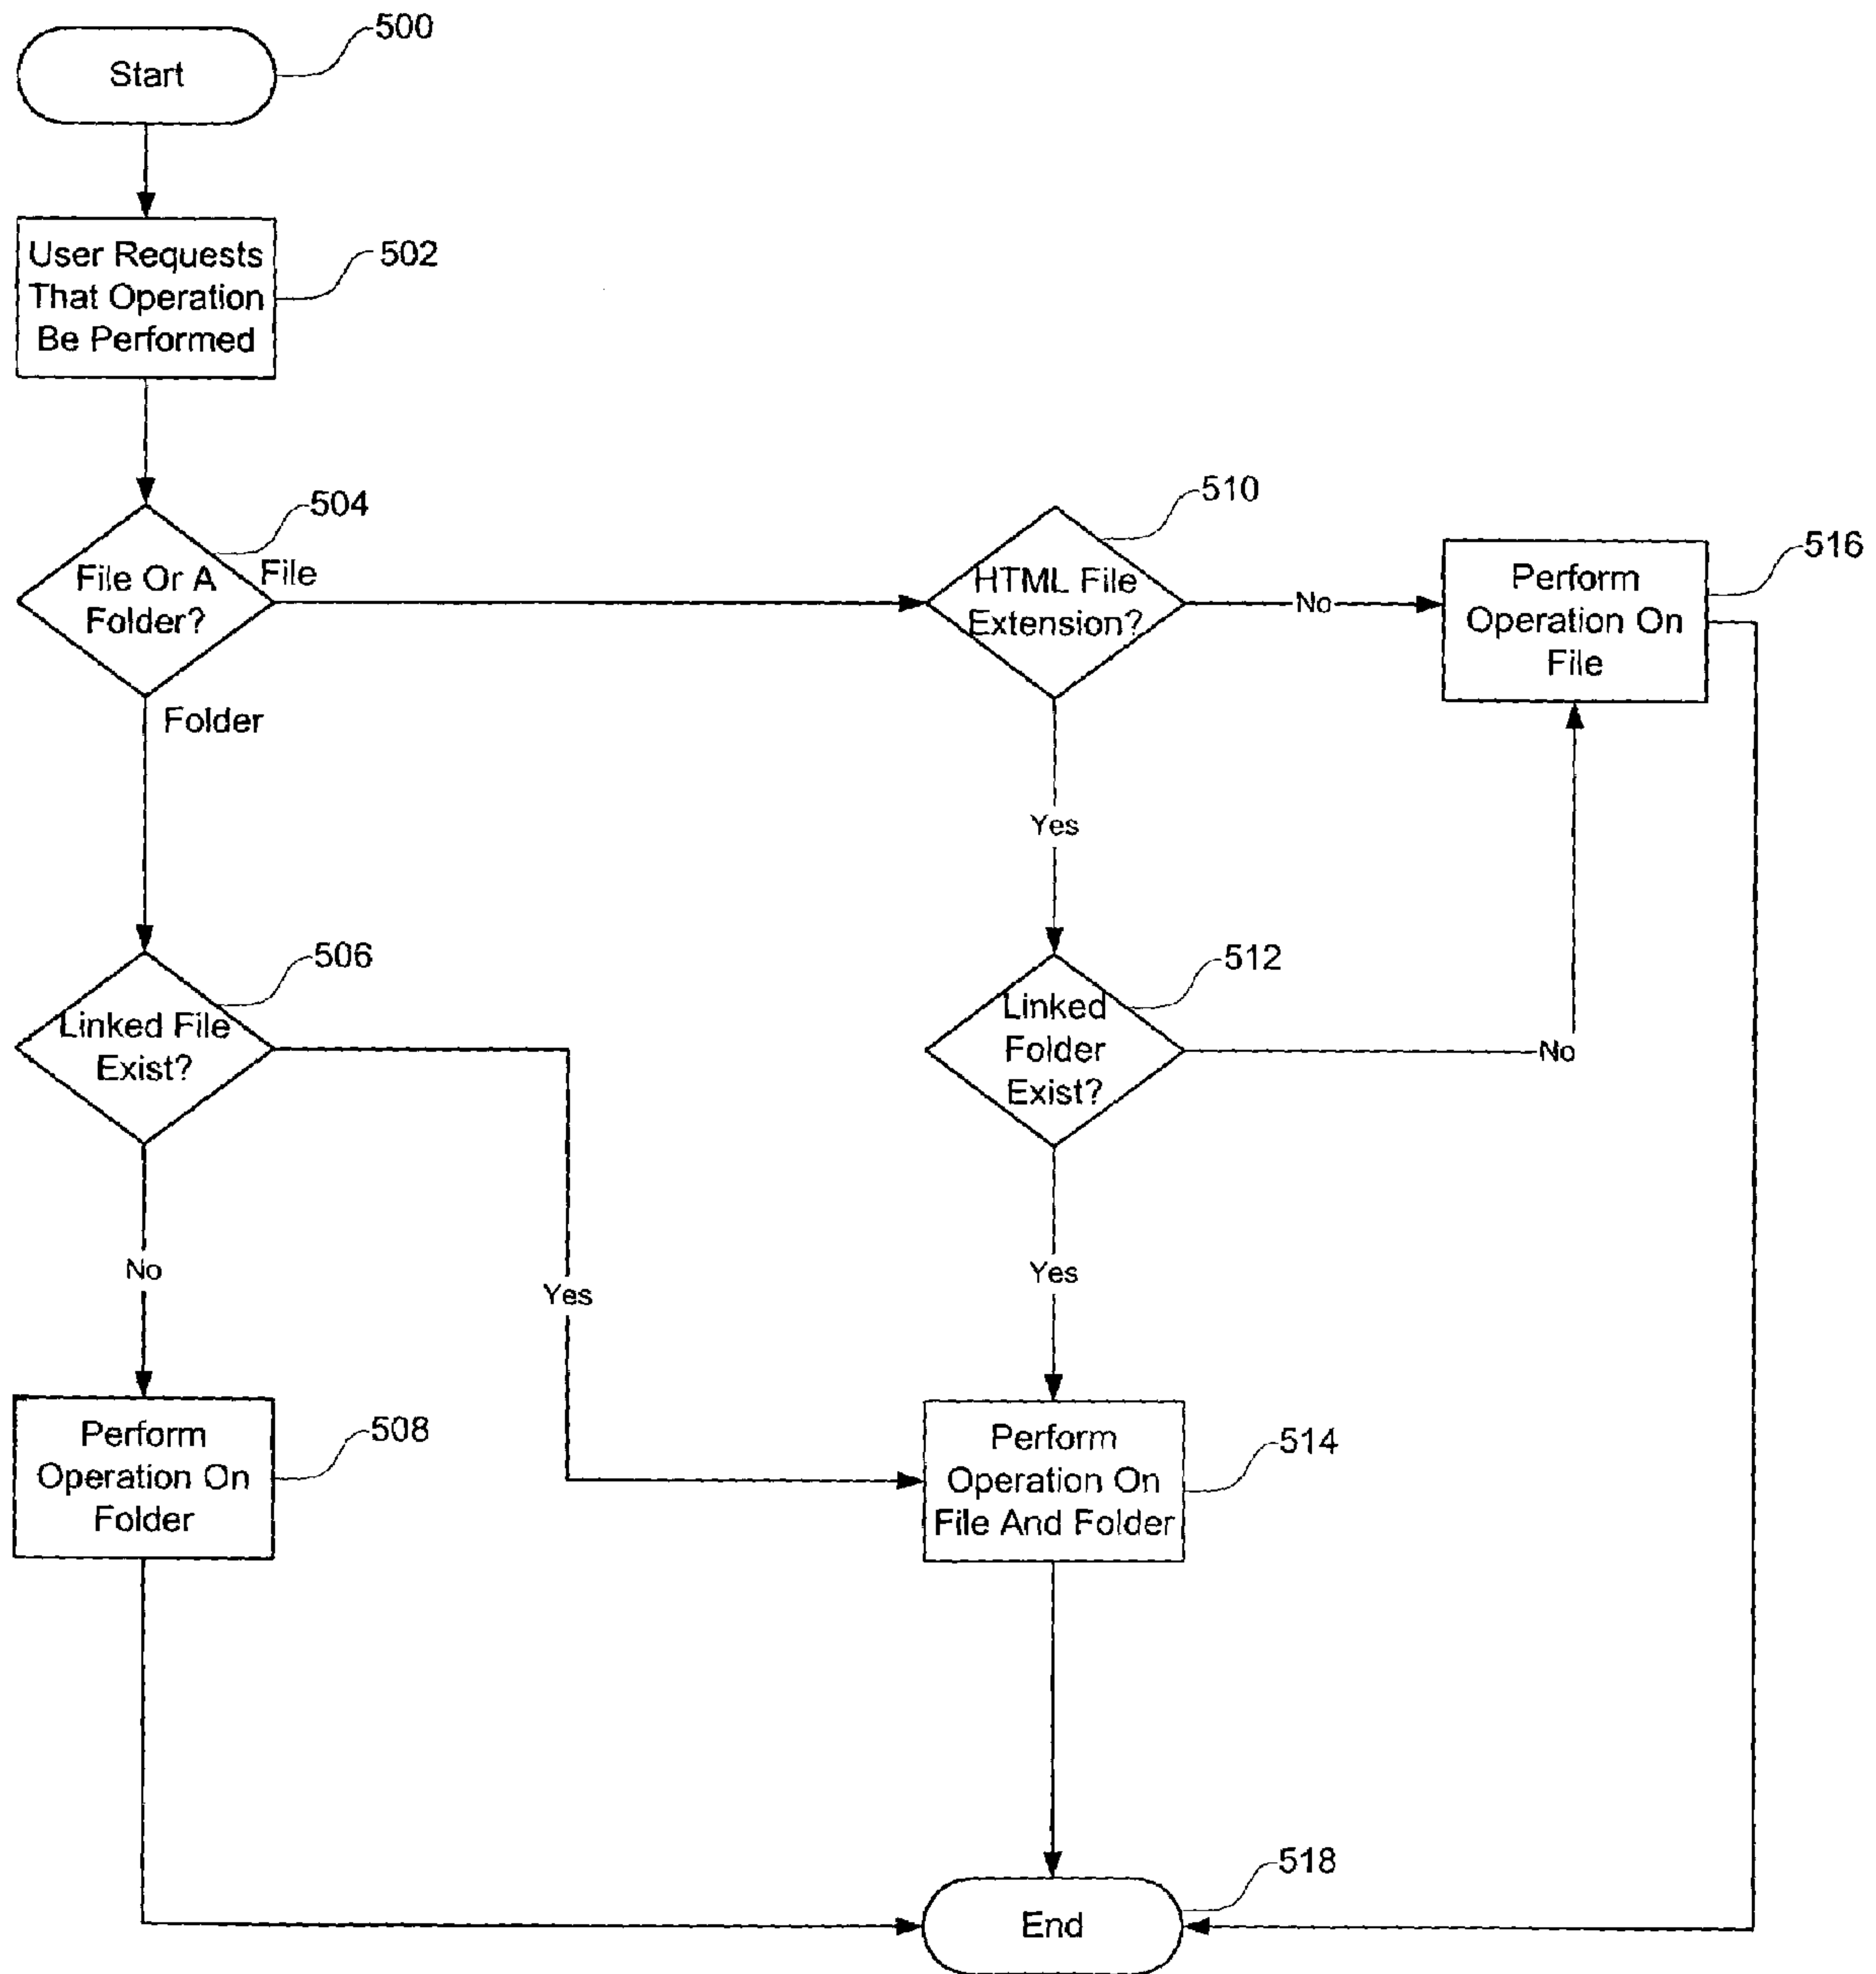 Start
500
User Requests
That Operation
Be Performed
502
File Or A
Folder?
504
File
Folder
HTML File
Extension?
510
No
Perform
Operation On
File
516
Yes
Linked File
Exist?
506
Linked
Folder
Exist?
512
No
No
Yes
Yes
Perform
Operation On
Folder
508
Perform
Operation On
File And Folder
514
End
518